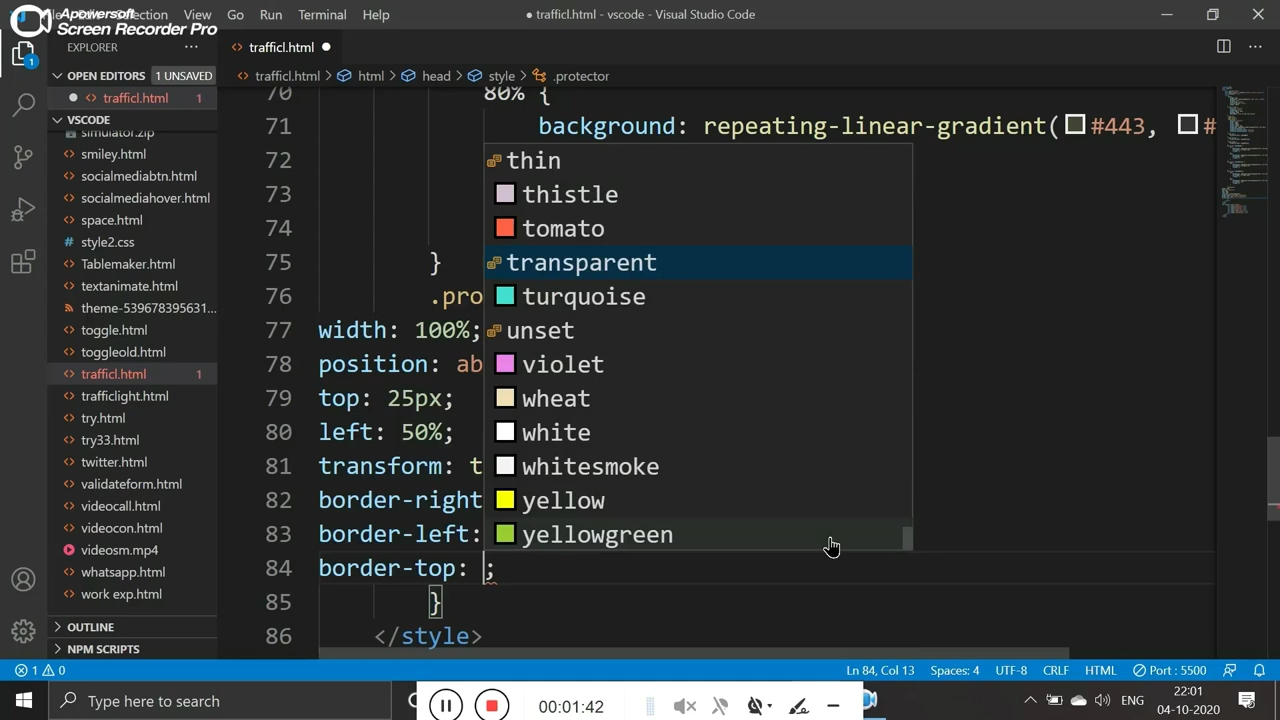 Apowersoft
Screen Recorder Pro
Selection View Go Run Terminal Help
● trafficl.html - vscode - Visual Studio Code
EXPLORER ···
<> trafficl.html ●
OPEN EDITORS 1 UNSAVED
● <> trafficl.html 1
<> trafficl.html > html > head > style > .protector
VSCODE
simulator.zip
smiley.html
socialmediabtn.html
socialmediahover.html
space.html
# style2.css
Tablemaker.html
textanimate.html
theme-539678395631...
toggle.html
toggleold.html
trafficl.html 1
trafficlight.html
try.html
try33.html
twitter.html
validateform.html
videocall.html
videocon.html
videosm.mp4
whatsapp.html
work exp.html
OUTLINE
NPM SCRIPTS
70 80% {
71 background: repeating-linear-gradient(#443, #
72
73
74
75 }
76 .pro
77 width: 100%;
78 position: ab
79 top: 25px;
80 left: 50%;
81 transform: t
82 border-right
83 border-left:
84 border-top: ;
85 }
86 </style>
thin
thistle
tomato
transparent
turquoise
unset
violet
wheat
white
whitesmoke
yellow
yellowgreen
1 0
Ln 84, Col 13 Spaces: 4 UTF-8 CRLF HTML Port : 5500
Type here to search
00:01:42
ENG
22:01
04-10-2020